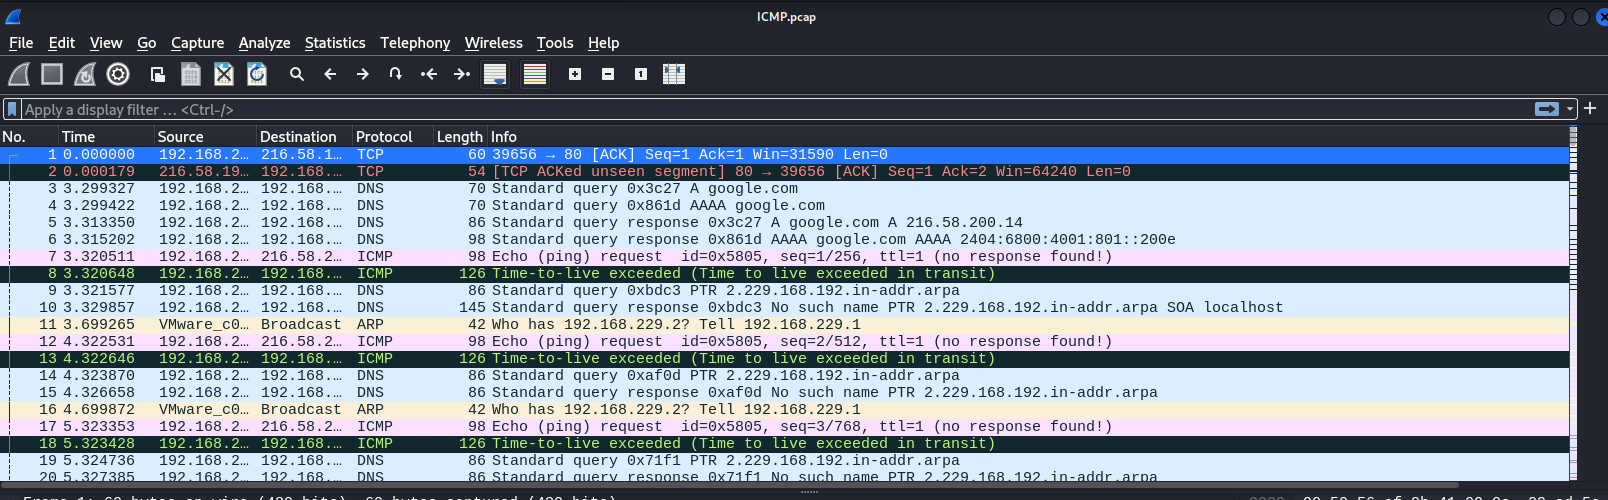 ICMP.pcap
File Edit View Go Capture Analyze Statistics Telephony Wireless Tools Help
Apply a display filter … <Ctrl-/>
No. Time Source Destination Protocol Length Info
1 0.000000 192.168.2… 216.58.1… TCP 60 39656 → 80 [ACK] Seq=1 Ack=1 Win=31590 Len=0
2 0.000179 216.58.19… 192.168.… TCP 54 [TCP ACKed unseen segment] 80 → 39656 [ACK] Seq=1 Ack=2 Win=64240 Len=0
3 3.299327 192.168.2… 192.168.… DNS 70 Standard query 0x3c27 A google.com
4 3.299422 192.168.2… 192.168.… DNS 70 Standard query 0x861d AAAA google.com
5 3.313350 192.168.2… 192.168.… DNS 86 Standard query response 0x3c27 A google.com A 216.58.200.14
6 3.315202 192.168.2… 192.168.… DNS 98 Standard query response 0x861d AAAA google.com AAAA 2404:6800:4001:801::200e
7 3.320511 192.168.2… 216.58.2… ICMP 98 Echo (ping) request id=0x5805, seq=1/256, ttl=1 (no response found!)
8 3.320648 192.168.2… 192.168.… ICMP 126 Time-to-live exceeded (Time to live exceeded in transit)
9 3.321577 192.168.2… 192.168.… DNS 86 Standard query 0xbdc3 PTR 2.229.168.192.in-addr.arpa
10 3.329857 192.168.2… 192.168.… DNS 145 Standard query response 0xbdc3 No such name PTR 2.229.168.192.in-addr.arpa SOA localhost
11 3.699265 VMware_c0… Broadcast ARP 42 Who has 192.168.229.2? Tell 192.168.229.1
12 4.322531 192.168.2… 216.58.2… ICMP 98 Echo (ping) request id=0x5805, seq=2/512, ttl=1 (no response found!)
13 4.322646 192.168.2… 192.168.… ICMP 126 Time-to-live exceeded (Time to live exceeded in transit)
14 4.323870 192.168.2… 192.168.… DNS 86 Standard query 0xaf0d PTR 2.229.168.192.in-addr.arpa
15 4.326658 192.168.2… 192.168.… DNS 86 Standard query response 0xaf0d No such name PTR 2.229.168.192.in-addr.arpa
16 4.699872 VMware_c0… Broadcast ARP 42 Who has 192.168.229.2? Tell 192.168.229.1
17 5.323353 192.168.2… 216.58.2… ICMP 98 Echo (ping) request id=0x5805, seq=3/768, ttl=1 (no response found!)
18 5.323428 192.168.2… 192.168.… ICMP 126 Time-to-live exceeded (Time to live exceeded in transit)
19 5.324736 192.168.2… 192.168.… DNS 86 Standard query 0x71f1 PTR 2.229.168.192.in-addr.arpa
20 5.327385 192.168.2… 192.168.… DNS 86 Standard query response 0x71f1 No such name PTR 2.229.168.192.in-addr.arpa